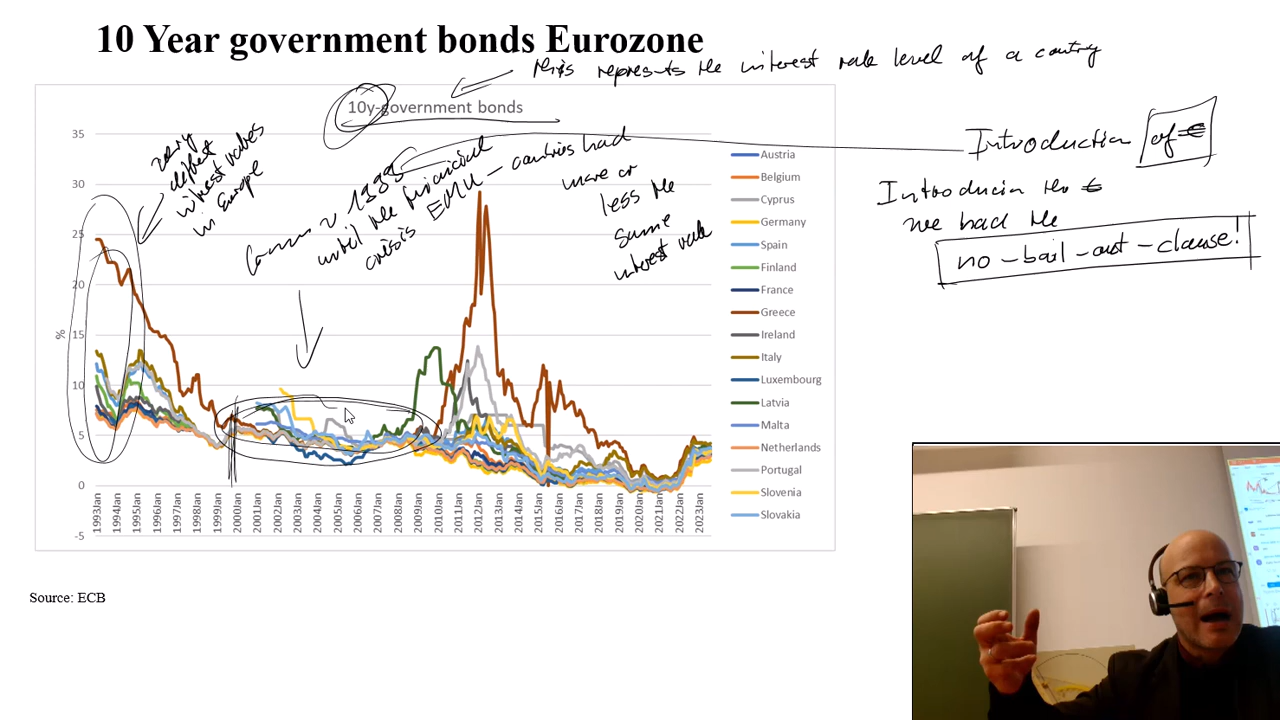 10 Year government bonds Eurozone
This represents the interest rate level of a country
10y-government bonds
very
interest rates
in Europe
1999
until the financial
crisis
EMU - countries had
more or
less the
same
interest rate
Introduction of €
we had the
no - bail - out - clause!
%
35
30
25
20
15
10
5
0
-5
1993Jan
1994Jan
1995Jan
1996Jan
1997Jan
1998Jan
1999Jan
2000Jan
2001Jan
2002Jan
2003Jan
2004Jan
2005Jan
2006Jan
2007Jan
2008Jan
2009Jan
2010Jan
2011Jan
2012Jan
2013Jan
2014Jan
2015Jan
2016Jan
2017Jan
2018Jan
2019Jan
2020Jan
2021Jan
2022Jan
2023Jan
Austria
Belgium
Cyprus
Germany
Spain
Finland
France
Greece
Ireland
Italy
Luxembourg
Latvia
Malta
Netherlands
Portugal
Slovenia
Slovakia
Source: ECB